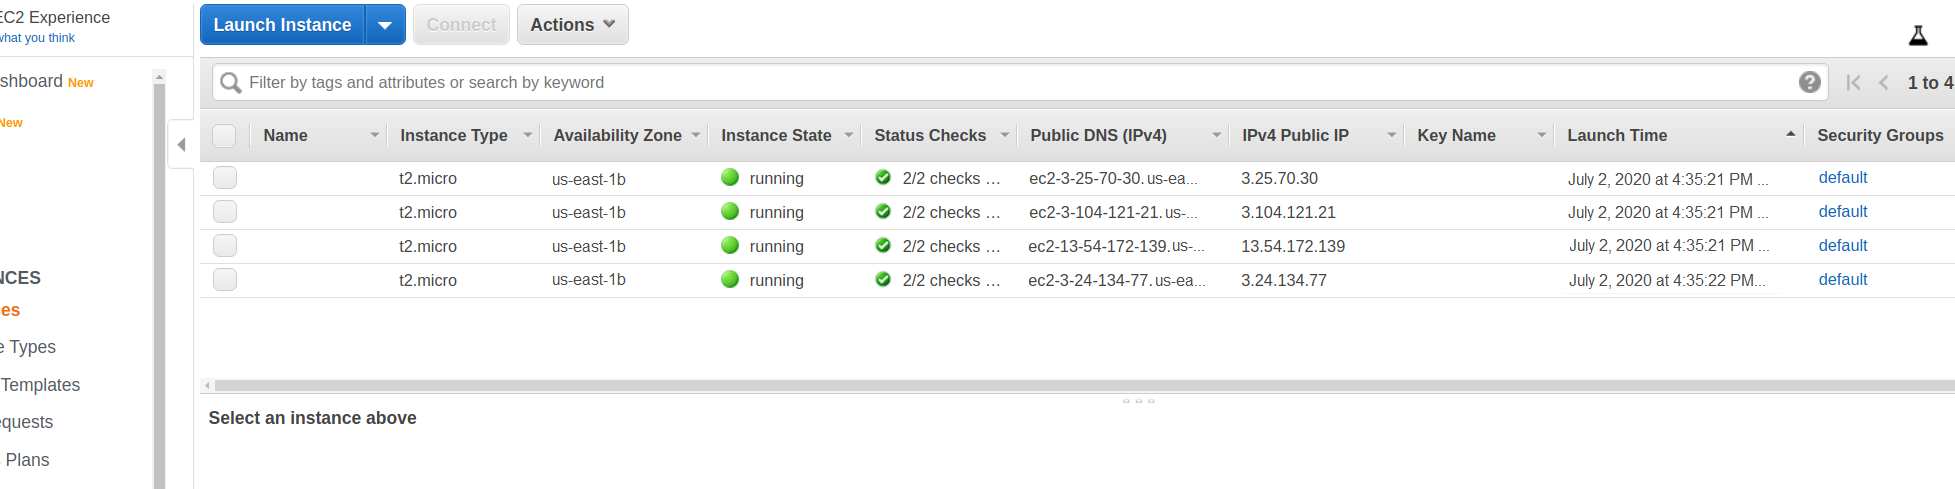 EC2 Experience
what you think
shboard New
New
NCES
es
e Types
Templates
equests
s Plans
Launch Instance Connect Actions
Filter by tags and attributes or search by keyword ? 1 to 4
Name Instance Type Availability Zone Instance State Status Checks Public DNS (IPv4) IPv4 Public IP Key Name Launch Time Security Groups
t2.micro us-east-1b running 2/2 checks ... ec2-3-25-70-30.us-ea... 3.25.70.30 July 2, 2020 at 4:35:21 PM ... default
t2.micro us-east-1b running 2/2 checks ... ec2-3-104-121-21.us-... 3.104.121.21 July 2, 2020 at 4:35:21 PM ... default
t2.micro us-east-1b running 2/2 checks ... ec2-13-54-172-139.us-... 13.54.172.139 July 2, 2020 at 4:35:21 PM ... default
t2.micro us-east-1b running 2/2 checks ... ec2-3-24-134-77.us-ea... 3.24.134.77 July 2, 2020 at 4:35:22 PM... default
Select an instance above